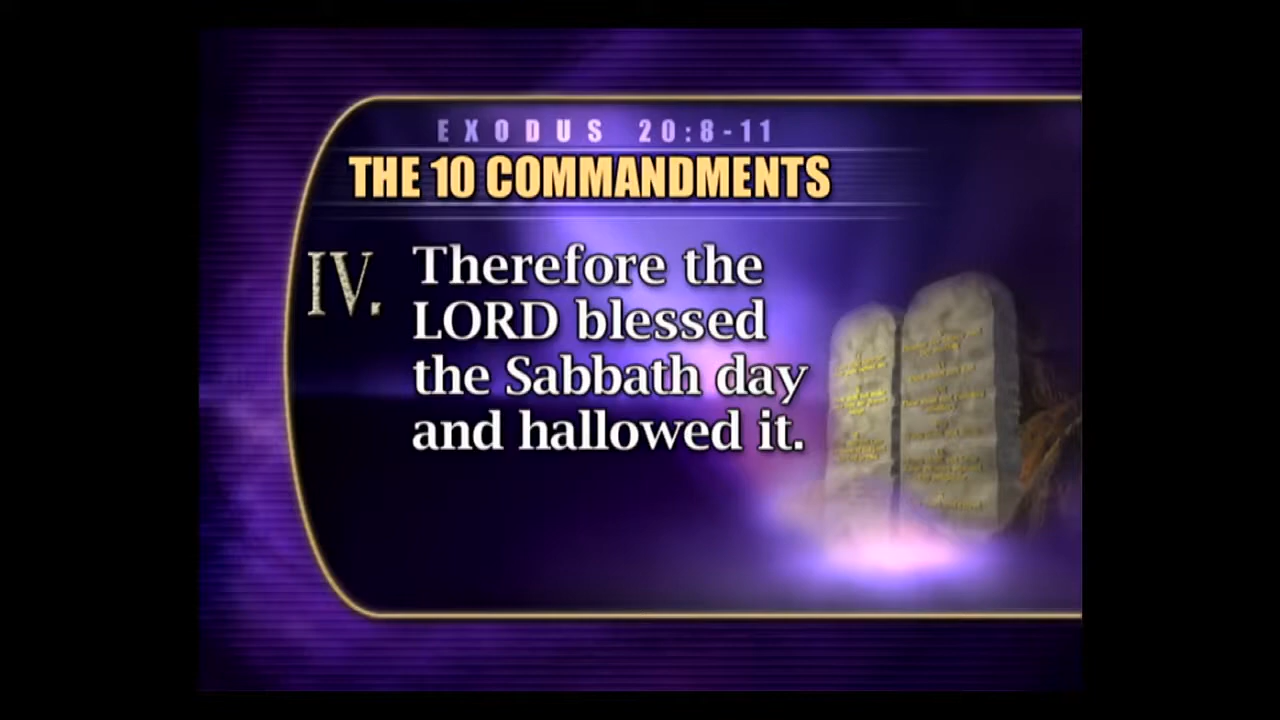 EXODUS 20:8-11
THE 10 COMMANDMENTS
IV. Therefore the
LORD blessed
the Sabbath day
and hallowed it.